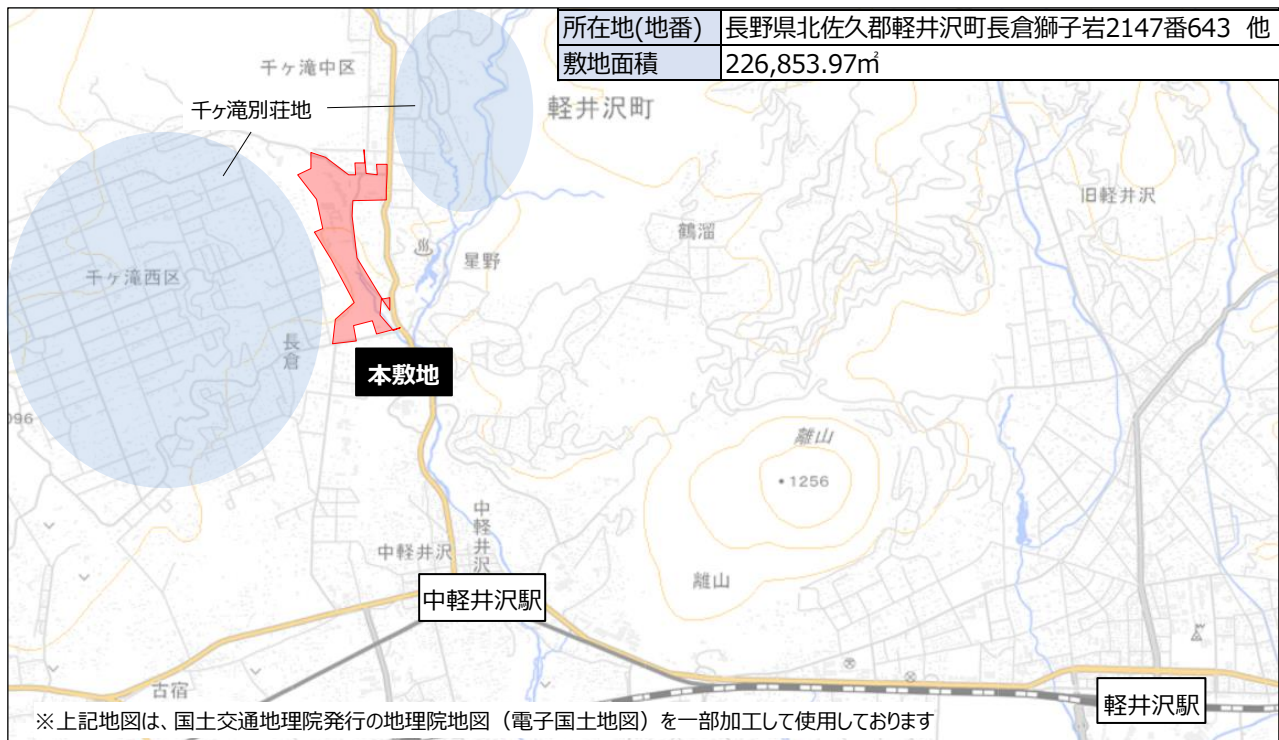 所在地(地番) 長野県北佐久郡軽井沢町長倉獅子岩2147番643 他
敷地面積 226,853.97㎡
千ヶ滝中区
千ヶ滝別荘地
軽井沢町
旧軽井沢
鶴溜
星野
千ヶ滝西区
長倉
本敷地
096
離山
・1256
中軽井沢
中軽井沢
離山
中軽井沢駅
古宿
軽井沢駅
※上記地図は、国土交通地理院発行の地理院地図（電子国土地図）を一部加工して使用しております